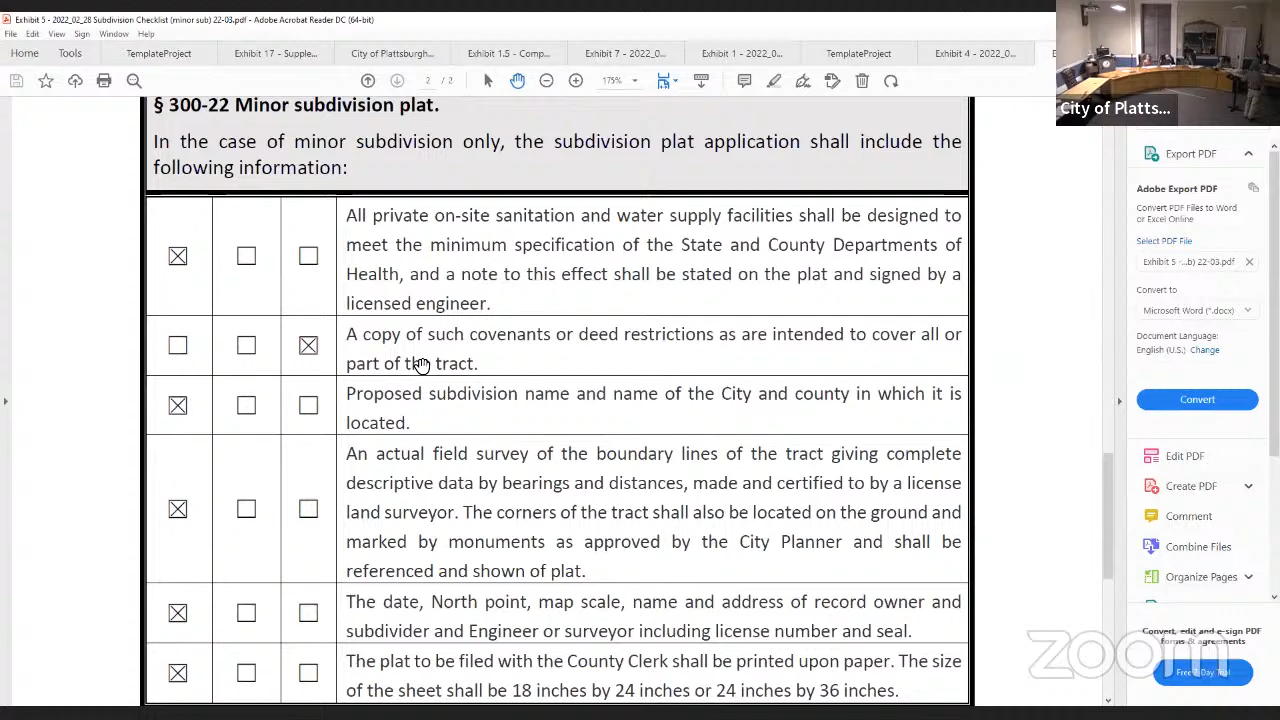 Exhibit 5 - 2022_02_28 Subdivision Checklist (minor sub) 22-03.pdf - Adobe Acrobat Reader DC (64-bit)
File Edit View Sign Window Help
Home Tools TemplateProject Exhibit 17 - Supple... City of Plattsburgh... Exhibit 1.5 - Comp... Exhibit 7 - 2022_0... Exhibit 1 - 2022_0... TemplateProject Exhibit 4 - 2022_0...
2 / 2 175%
City of Platts...
§ 300-22 Minor subdivision plat.
In the case of minor subdivision only, the subdivision plat application shall include the
following information:
All private on-site sanitation and water supply facilities shall be designed to
meet the minimum specification of the State and County Departments of
Health, and a note to this effect shall be stated on the plat and signed by a
licensed engineer.
A copy of such covenants or deed restrictions as are intended to cover all or
part of the tract.
Proposed subdivision name and name of the City and county in which it is
located.
An actual field survey of the boundary lines of the tract giving complete
descriptive data by bearings and distances, made and certified to by a license
land surveyor. The corners of the tract shall also be located on the ground and
marked by monuments as approved by the City Planner and shall be
referenced and shown of plat.
The date, North point, map scale, name and address of record owner and
subdivider and Engineer or surveyor including license number and seal.
The plat to be filed with the County Clerk shall be printed upon paper. The size
of the sheet shall be 18 inches by 24 inches or 24 inches by 36 inches.
Export PDF
Adobe Export PDF
Convert PDF Files to Word
or Excel Online
Select PDF File
Exhibit 5 -...b) 22-03.pdf
Convert to
Microsoft Word (*.docx)
Document Language:
English (U.S.) Change
Convert
Edit PDF
Create PDF
Comment
Combine Files
Organize Pages
Convert, edit and e-sign PDF
forms & agreements
Free 7-Day Trial
zoom